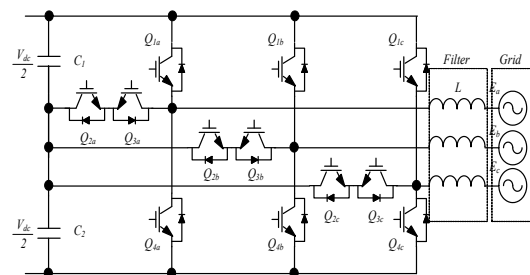 Q1a
Q1b
Q1c
Vdc
2
C1
Filter
Grid
L
Ea
Q2a
Q3a
Eb
Q2b
Q3b
Ec
Q2c
Q3c
Vdc
2
C2
Q4a
Q4b
Q4c